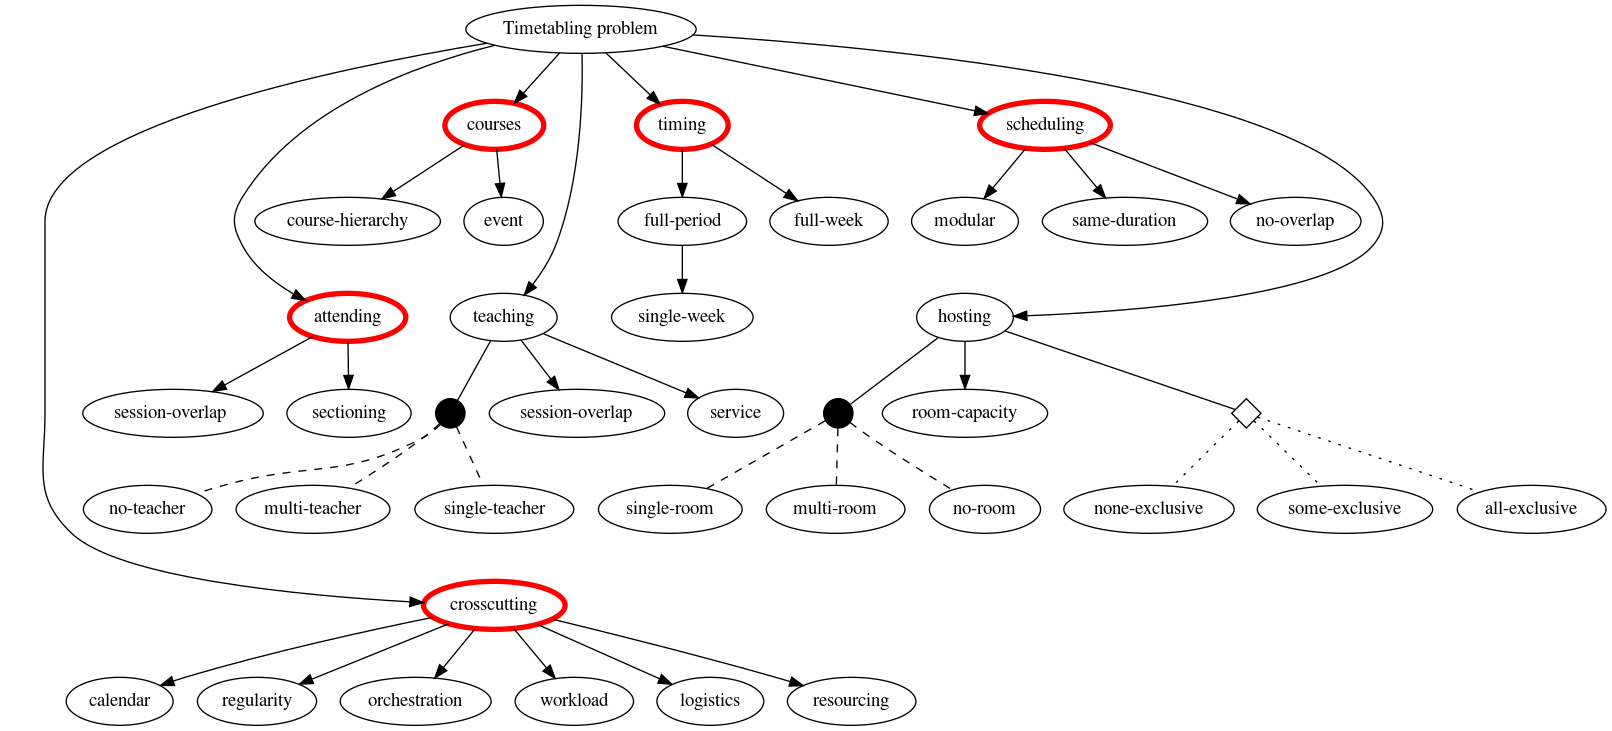 Timetabling problem
courses
timing
scheduling
course-hierarchy
event
full-period
full-week
modular
same-duration
no-overlap
attending
teaching
single-week
hosting
session-overlap
sectioning
session-overlap
service
room-capacity
no-teacher
multi-teacher
single-teacher
single-room
multi-room
no-room
none-exclusive
some-exclusive
all-exclusive
crosscutting
calendar
regularity
orchestration
workload
logistics
resourcing